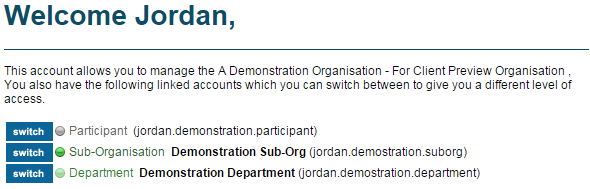 Welcome Jordan,
This account allows you to manage the A Demonstration Organisation - For Client Preview Organisation ,
You also have the following linked accounts which you can switch between to give you a different level of
access.
switch Participant (jordan.demonstration.participant)
switch Sub-Organisation Demonstration Sub-Org (jordan.demostration.suborg)
switch Department Demonstration Department (jordan.demostration.department)